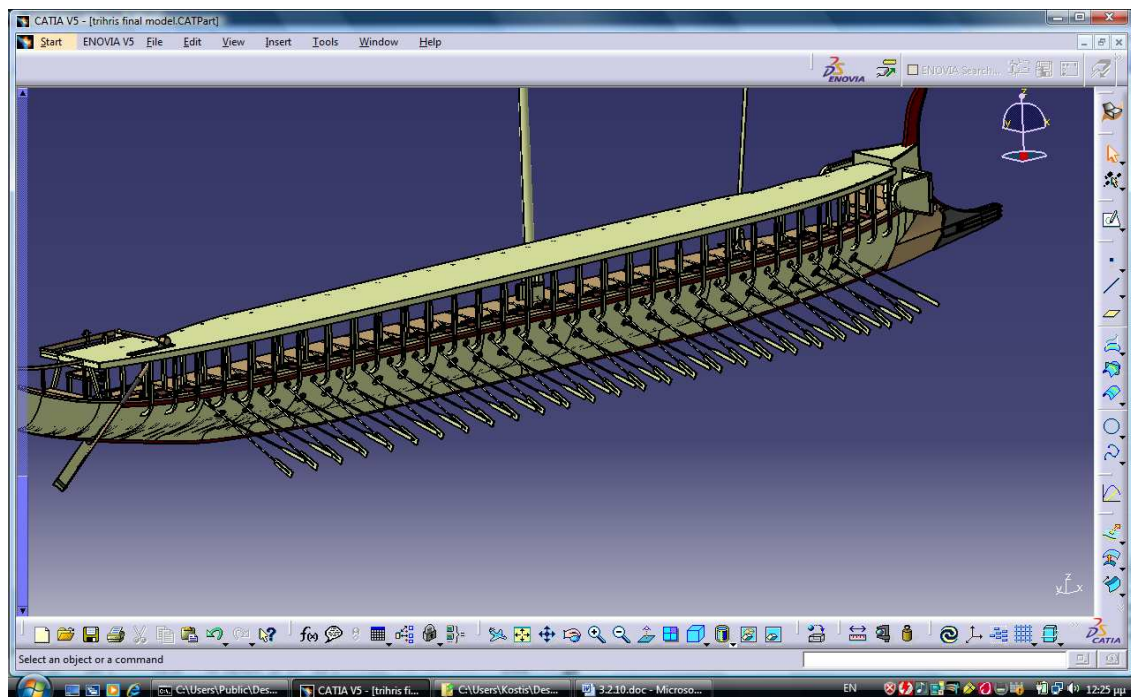 CATIA V5 - [trihris final model.CATPart]
Start ENOVIA V5 File Edit View Insert Tools Window Help
ENOVIA
ENOVIA Search...
z
y
x
z
y x
f(x)
CATIA
Select an object or a command
C:\Users\Public\Des...
CATIA V5 - [trihris fi...
C:\Users\Kostis\Des...
3.2.10.doc - Microso...
EN
12:25 μμ